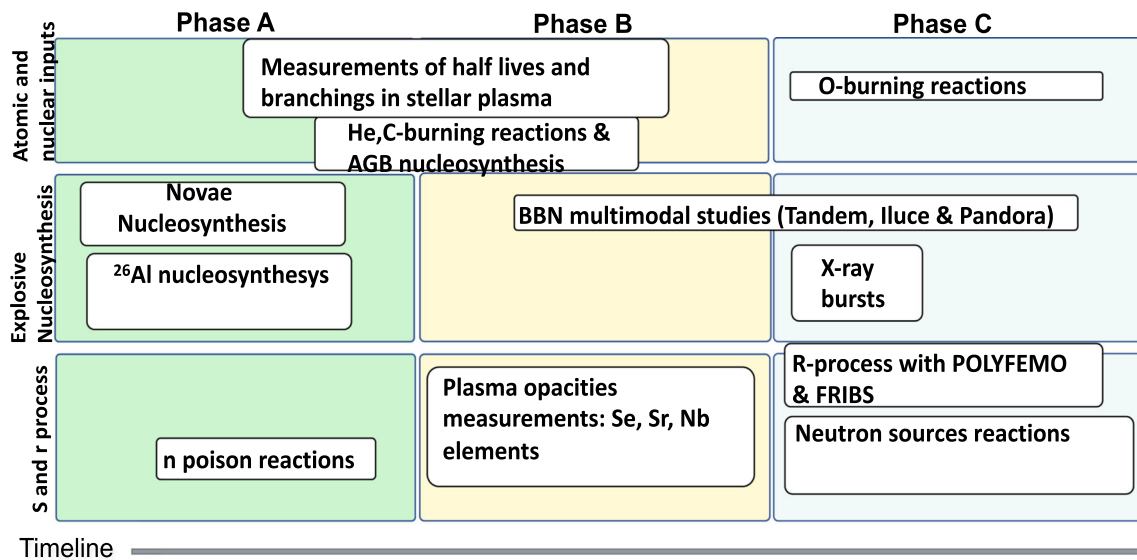 Phase A
Phase B
Phase C
Atomic and
nuclear inputs
Measurements of half lives and
branchings in stellar plasma
He,C-burning reactions &
AGB nucleosynthesis
O-burning reactions
Explosive
Nucleosynthesis
Novae
Nucleosynthesis
²⁶Al nucleosynthesys
BBN multimodal studies (Tandem, Iluce & Pandora)
X-ray
bursts
S and r process
n poison reactions
Plasma opacities
measurements: Se, Sr, Nb
elements
R-process with POLYFEMO
& FRIBS
Neutron sources reactions
Timeline